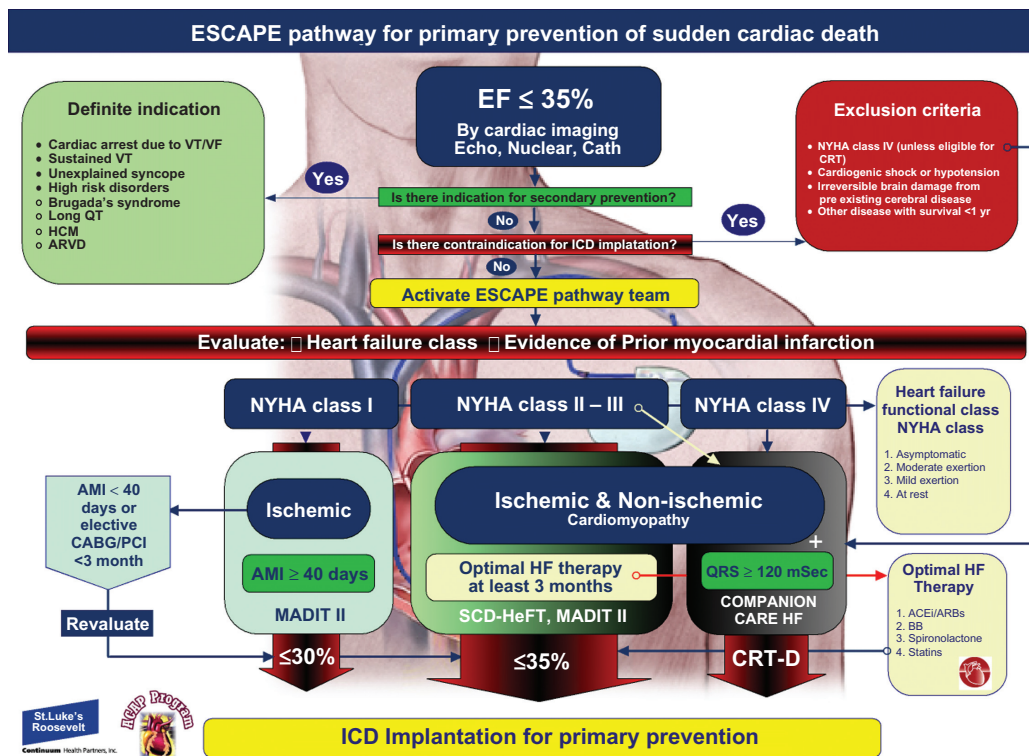 ESCAPE pathway for primary prevention of sudden cardiac death
Definite indication
• Cardiac arrest due to VT/VF
• Sustained VT
• Unexplained syncope
• High risk disorders
o Brugada's syndrome
o Long QT
o HCM
o ARVD
EF ≤ 35%
By cardiac imaging
Echo, Nuclear, Cath
Exclusion criteria
• NYHA class IV (unless eligible for
CRT)
• Cardiogenic shock or hypotension
• Irreversible brain damage from
pre existing cerebral disease
• Other disease with survival <1 yr
Yes
Is there indication for secondary prevention?
No
Yes
Is there contraindication for ICD implatation?
No
Activate ESCAPE pathway team
Evaluate: □ Heart failure class □ Evidence of Prior myocardial infarction
NYHA class I
NYHA class II – III
NYHA class IV
Heart failure
functional class
NYHA class
1. Asymptomatic
2. Moderate exertion
3. Mild exertion
4. At rest
AMI < 40
days or
elective
CABG/PCI
<3 month
Ischemic
Ischemic & Non-ischemic
Cardiomyopathy
+
AMI ≥ 40 days
Optimal HF therapy
at least 3 months
QRS ≥ 120 mSec
Optimal HF
Therapy
1. ACEi/ARBs
2. BB
3. Spironolactone
4. Statins
MADIT II
SCD-HeFT, MADIT II
COMPANION
CARE HF
Revaluate
≤30%
≤35%
CRT-D
St.Luke's
Roosevelt
Continuum Health Partners, Inc.
ACAP Program
ICD Implantation for primary prevention